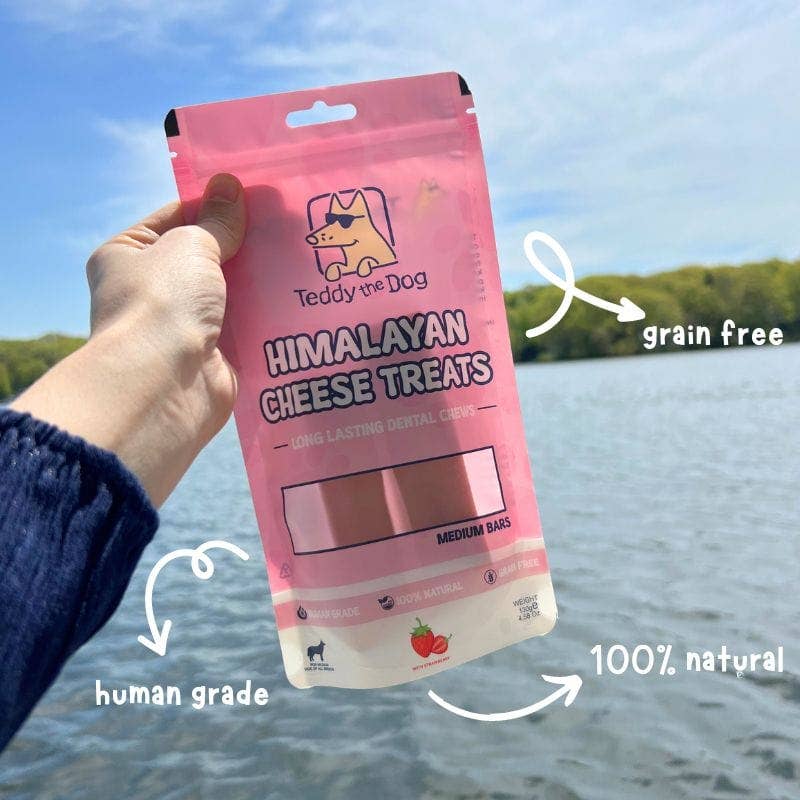 Teddy the Dog
HIMALAYAN
CHEESE TREATS
LONG LASTING DENTAL CHEWS
MEDIUM BARS
HUMAN GRADE
100% NATURAL
GRAIN FREE
WEIGHT
WITH STRAWBERRY
grain free
human grade
100% natural